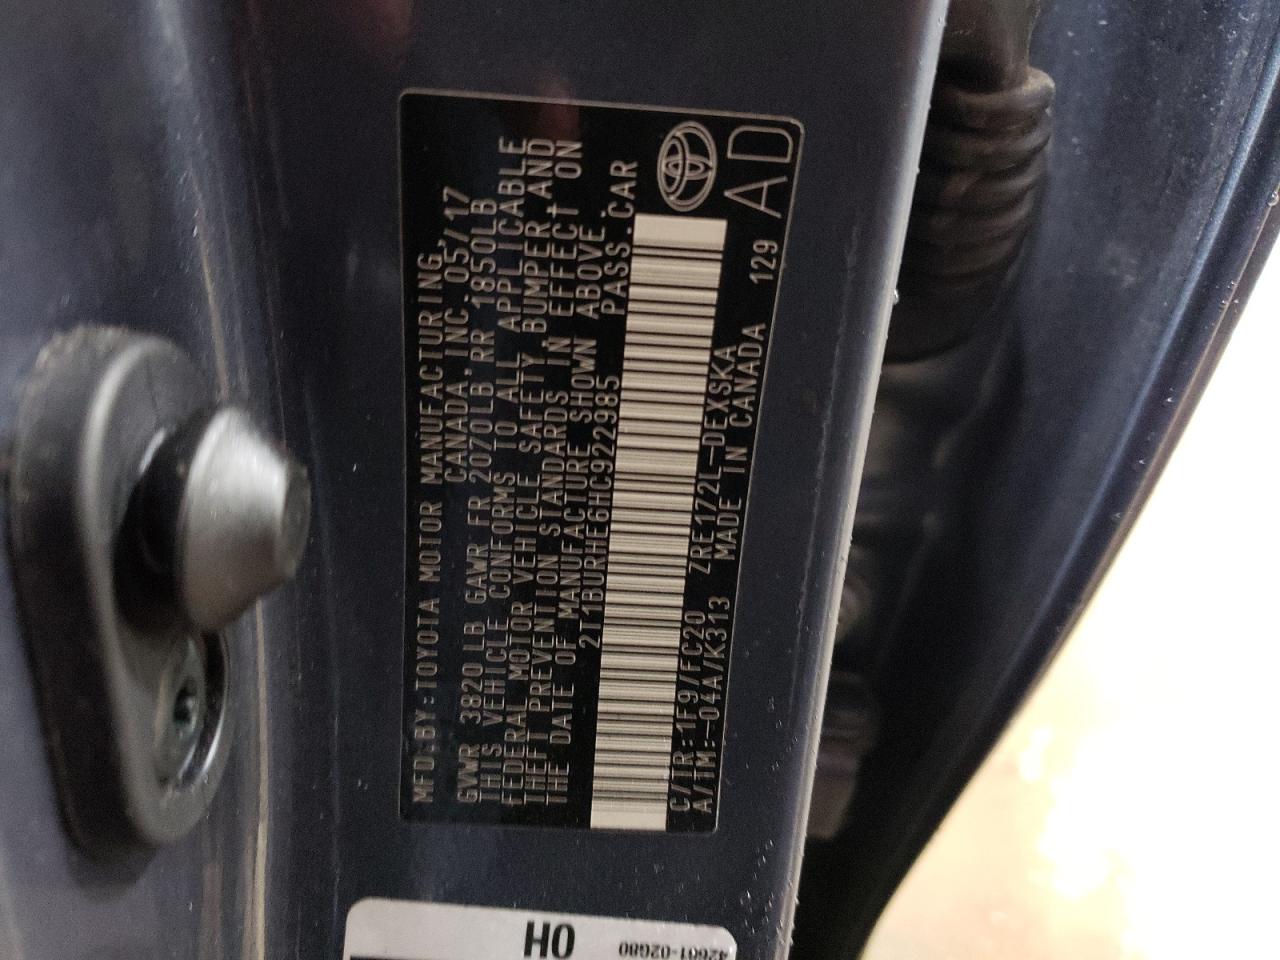 MFD.BY:TOYOTA MOTOR MANUFACTURING,
CANADA,INC.05/17
GVWR 3820 LB GAWR FR 2070LB.RR 1850LB
THIS VEHICLE CONFORMS TO ALL APPLICABLE
FEDERAL MOTOR VEHICLE SAFETY, BUMPER,AND
THEFT PREVENTION STANDARDS IN EFFECT ON
THE DATE OF MANUFACTURE SHOWN ABOVE.
2T1BURHE6HC922985 PASS.CAR
C/TR:1F9/FC20 ZRE172L-DEXSKA
A/TM:-04A/K313 MADE IN CANADA 129
AD
0H
42661-02G80